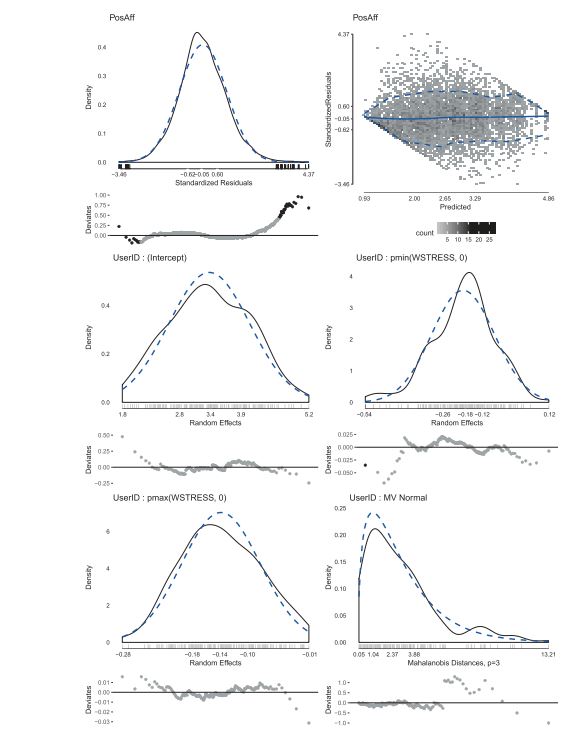 PosAff
Density
0.4
0.3
0.2
0.1
0.0
−3.46 −0.62 −0.05 0.60 4.37
Standardized Residuals
Deviates
1.00
0.75
0.50
0.25
0.00
PosAff
StandardizedResiduals
4.37
0.60
−0.05
−0.62
−3.46
0.93 2.00 2.65 3.29 4.86
Predicted
count
5 10 15 20 25
UserID : (Intercept)
Density
0.4
0.2
0.0
1.8 2.8 3.4 3.9 5.2
Random Effects
Deviates
0.50
0.25
0.00
−0.25
UserID : pmin(WSTRESS, 0)
Density
4
3
2
1
0
−0.54 −0.26 −0.18 −0.12 0.12
Random Effects
Deviates
0.025
0.000
−0.025
−0.050
UserID : pmax(WSTRESS, 0)
Density
6
4
2
0
−0.28 −0.18 −0.14 −0.10 −0.01
Random Effects
Deviates
0.01
0.00
−0.01
−0.02
−0.03
UserID : MV Normal
Density
0.25
0.20
0.15
0.10
0.05
0.00
0.05 1.04 2.37 3.88 13.21
Mahalanobis Distances, p=3
Deviates
1.0
0.5
0.0
−0.5
−1.0